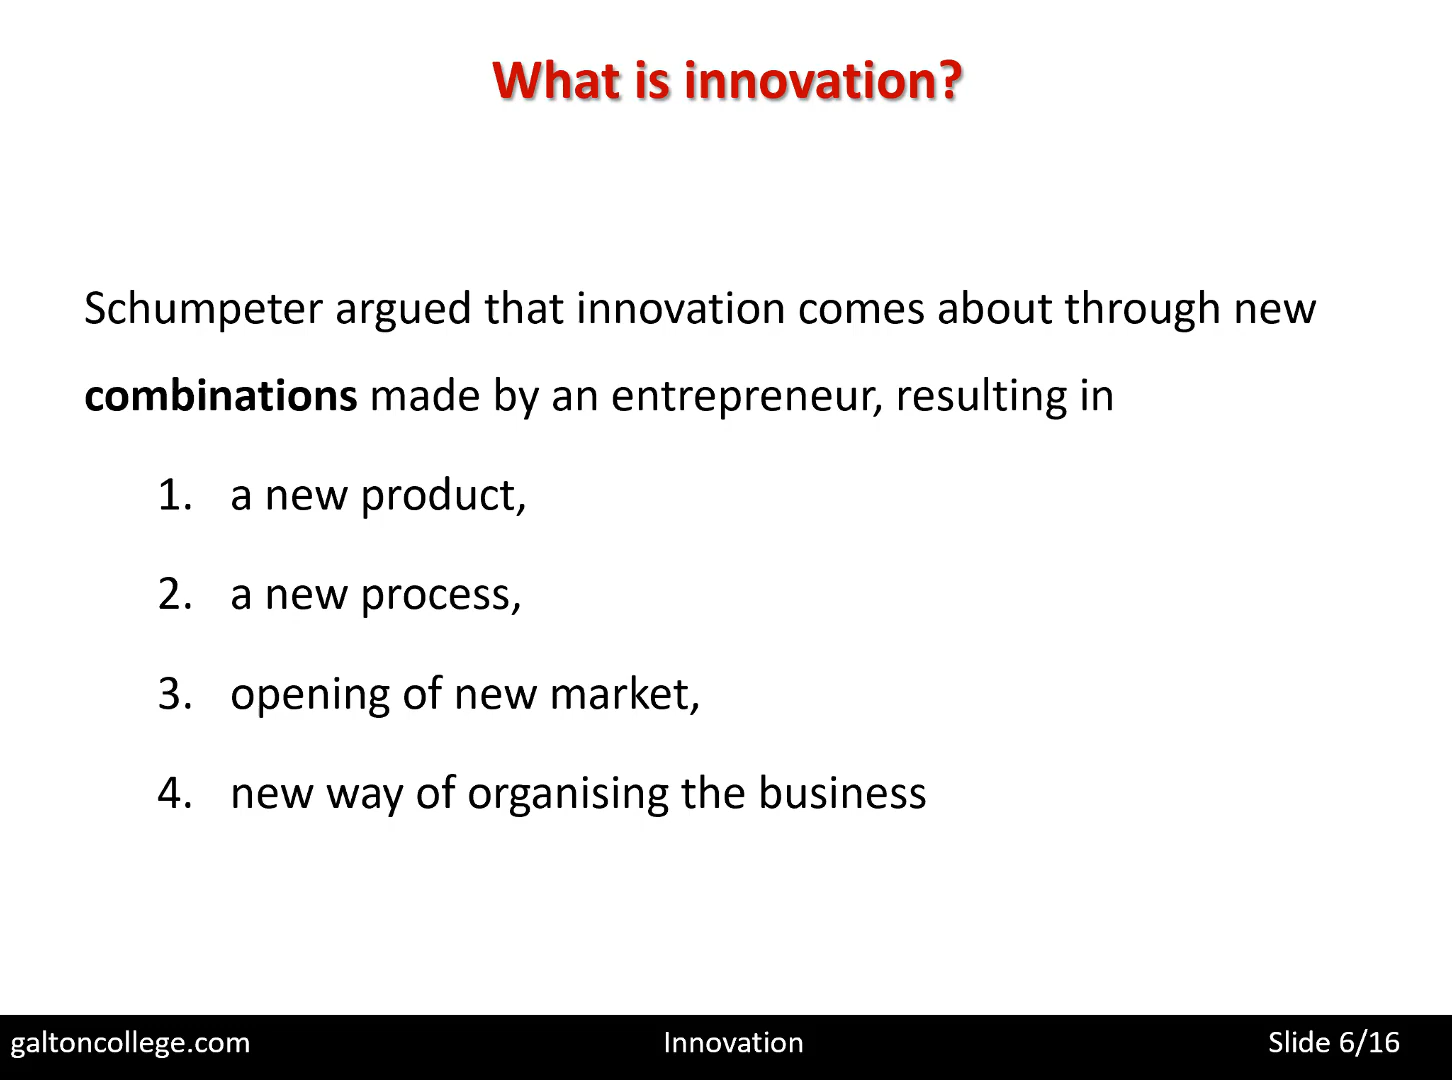 What is innovation?
Schumpeter argued that innovation comes about through new
combinations made by an entrepreneur, resulting in
1. a new product,
2. a new process,
3. opening of new market,
4. new way of organising the business
galtoncollege.com Innovation Slide 6/16